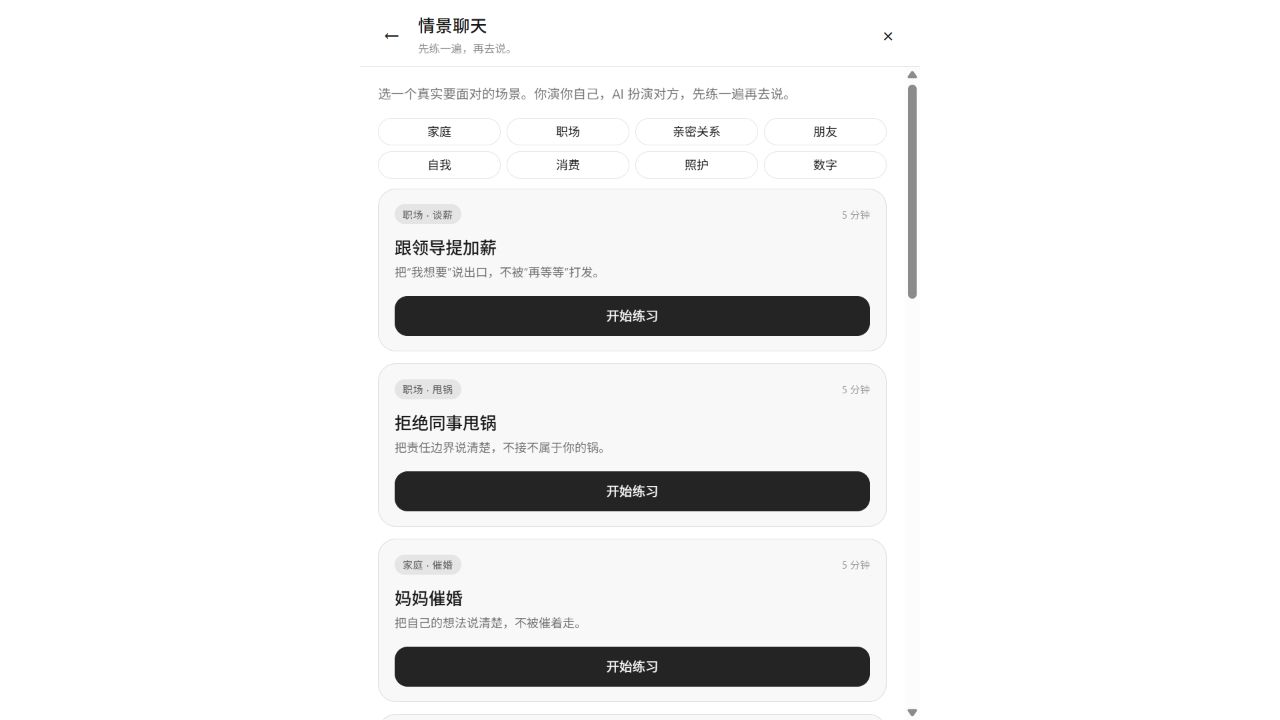 ←
情景聊天
先练一遍，再去说。
×
选一个真实要面对的场景。你演你自己，AI 扮演对方，先练一遍再去说。
家庭 职场 亲密关系 朋友
自我 消费 照护 数字
职场 · 谈薪 5 分钟
跟领导提加薪
把“我想要”说出口，不被“再等等”打发。
开始练习
职场 · 甩锅 5 分钟
拒绝同事甩锅
把责任边界说清楚，不接不属于你的锅。
开始练习
家庭 · 催婚 5 分钟
妈妈催婚
把自己的想法说清楚，不被催着走。
开始练习